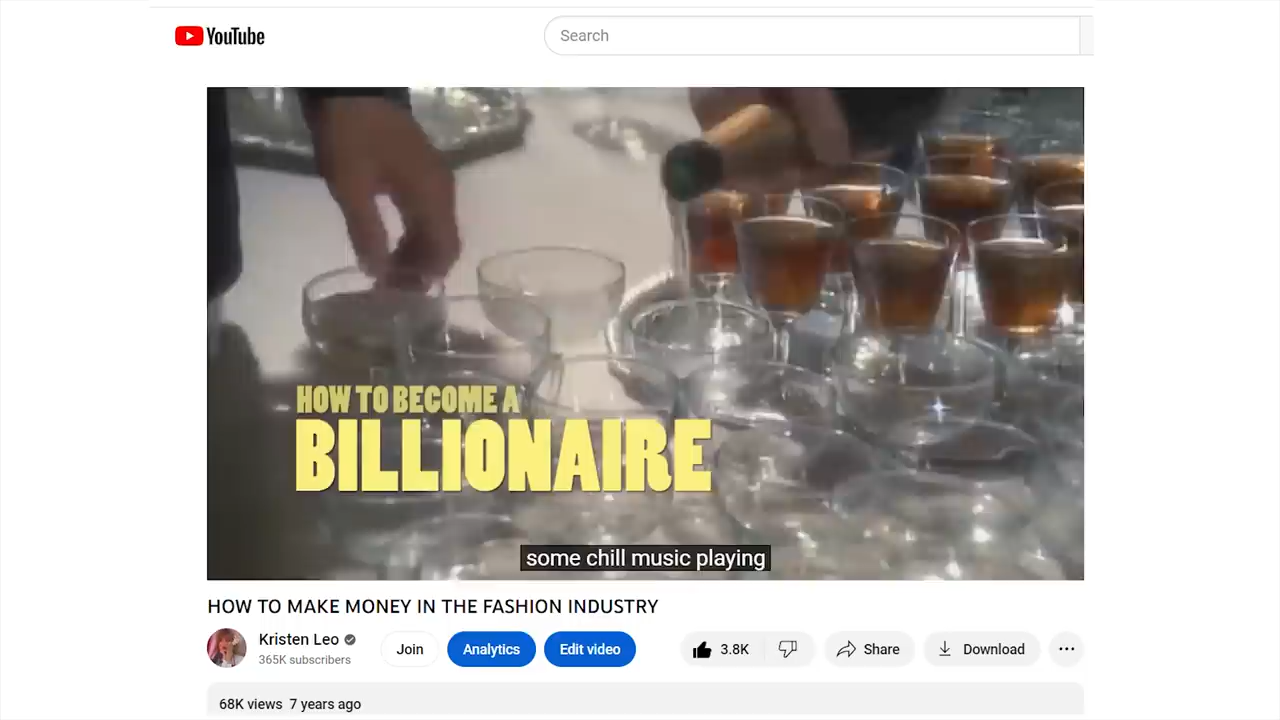 YouTube
Search
HOW TO BECOME A
BILLIONAIRE
some chill music playing
HOW TO MAKE MONEY IN THE FASHION INDUSTRY
Kristen Leo
365K subscribers
Join
Analytics
Edit video
3.8K
Share
Download
68K views 7 years ago